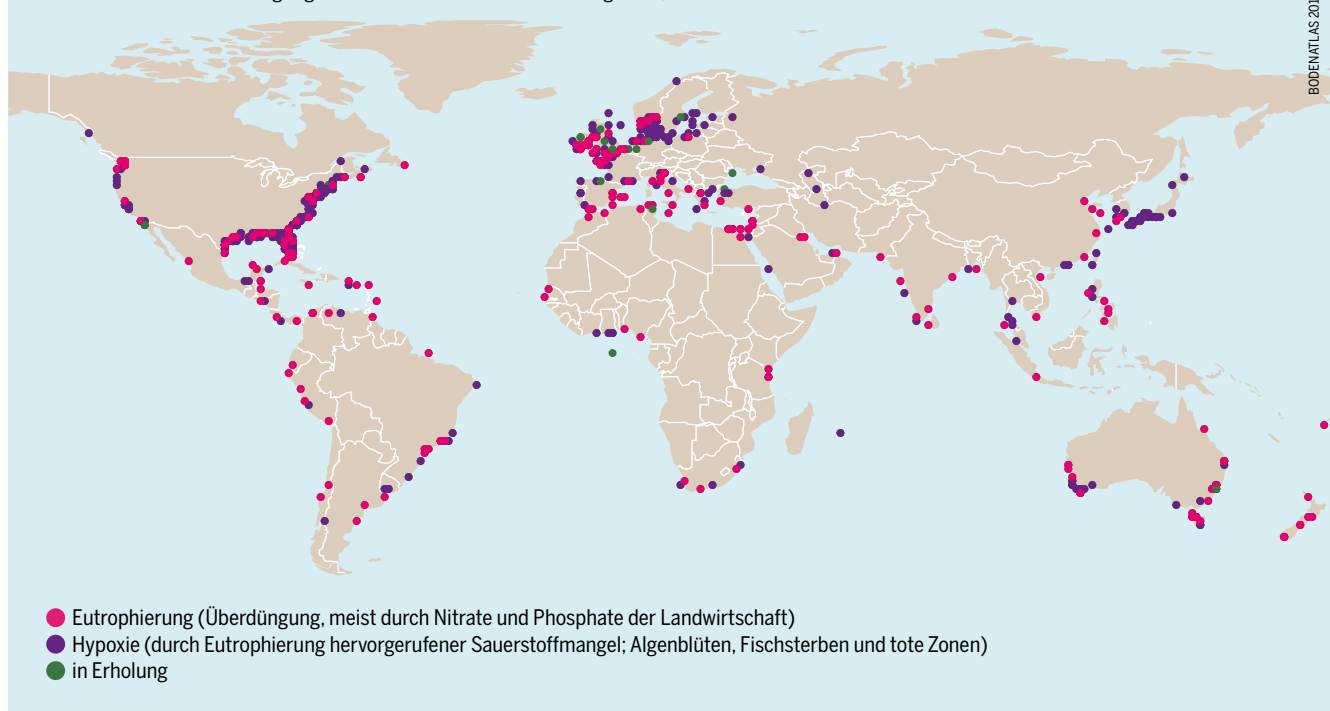 BODENATLAS 201
Eutrophierung (Überdüngung, meist durch Nitrate und Phosphate der Landwirtschaft)
Hypoxie (durch Eutrophierung hervorgerufener Sauerstoffmangel; Algenblüten, Fischsterben und tote Zonen)
in Erholung